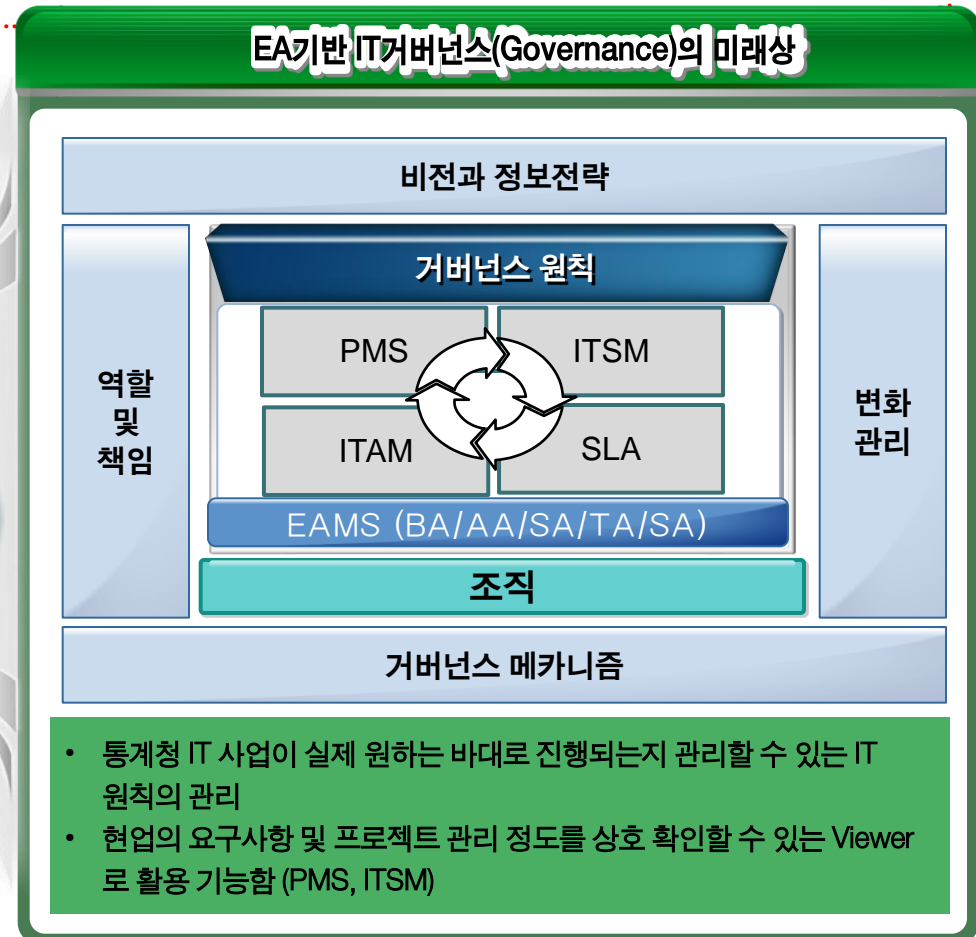 EA기반 IT거버넌스(Governance)의 미래상
비전과 정보전략
거버넌스 원칙
PMS
ITSM
역할
및
책임
변화
관리
ITAM
SLA
EAMS (BA/AA/SA/TA/SA)
조직
거버넌스 메카니즘
• 통계청 IT 사업이 실제 원하는 바대로 진행되는지 관리할 수 있는 IT
원칙의 관리
• 현업의 요구사항 및 프로젝트 관리 정도를 상호 확인할 수 있는 Viewer
로 활용 기능함 (PMS, ITSM)